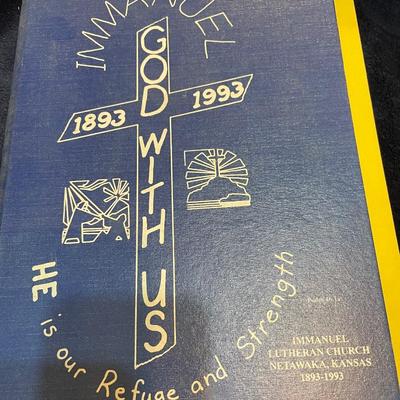 IMMANUEL
GOD WITH US
1893 1993
HE is our Refuge and Strength
IMMANUEL
LUTHERAN CHURCH
NETAWAKA, KANSAS
1893-1993